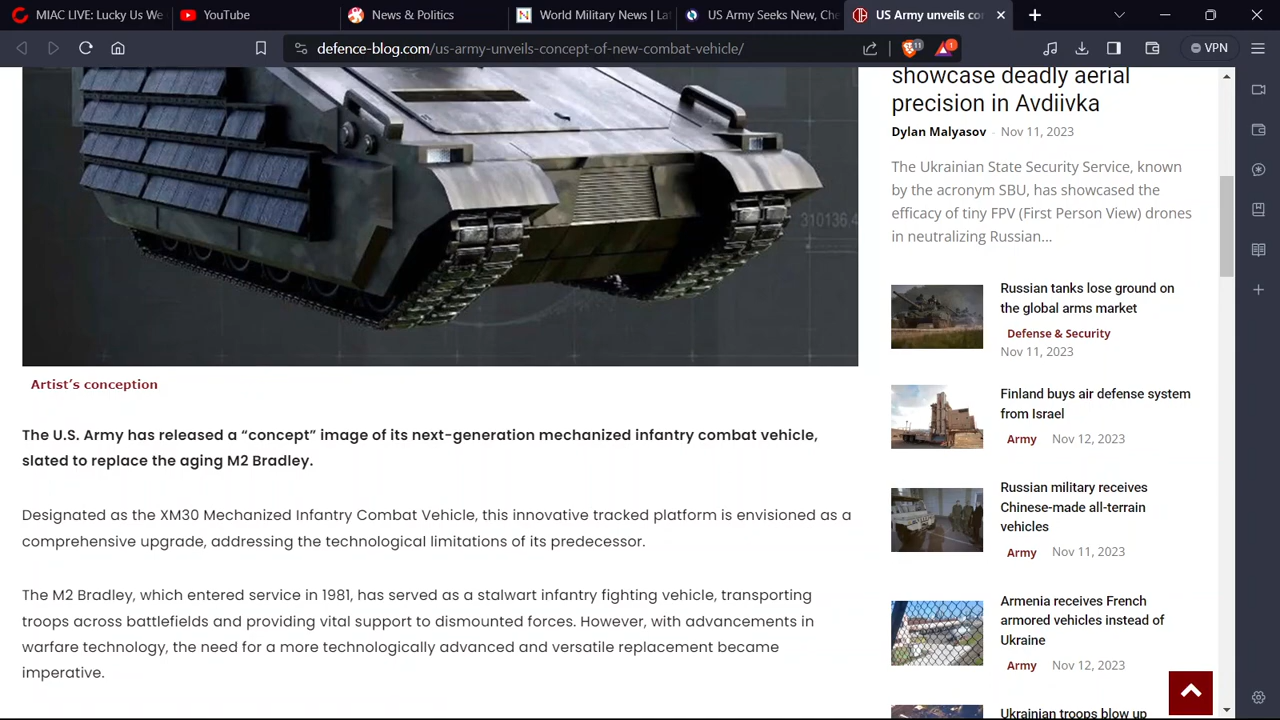 MIAC LIVE: Lucky Us We
YouTube
News & Politics
World Military News | La
US Army Seeks New, Che
US Army unveils co
defence-blog.com/us-army-unveils-concept-of-new-combat-vehicle/
11
1
VPN
310136.4
Artist’s conception
The U.S. Army has released a “concept” image of its next-generation mechanized infantry combat vehicle,
slated to replace the aging M2 Bradley.
Designated as the XM30 Mechanized Infantry Combat Vehicle, this innovative tracked platform is envisioned as a
comprehensive upgrade, addressing the technological limitations of its predecessor.
The M2 Bradley, which entered service in 1981, has served as a stalwart infantry fighting vehicle, transporting
troops across battlefields and providing vital support to dismounted forces. However, with advancements in
warfare technology, the need for a more technologically advanced and versatile replacement became
imperative.
showcase deadly aerial
precision in Avdiivka
Dylan Malyasov - Nov 11, 2023
The Ukrainian State Security Service, known
by the acronym SBU, has showcased the
efficacy of tiny FPV (First Person View) drones
in neutralizing Russian...
Russian tanks lose ground on
the global arms market
Defense & Security
Nov 11, 2023
Finland buys air defense system
from Israel
Army Nov 12, 2023
Russian military receives
Chinese-made all-terrain
vehicles
Army Nov 11, 2023
Armenia receives French
armored vehicles instead of
Ukraine
Army Nov 12, 2023
Ukrainian troops blow up